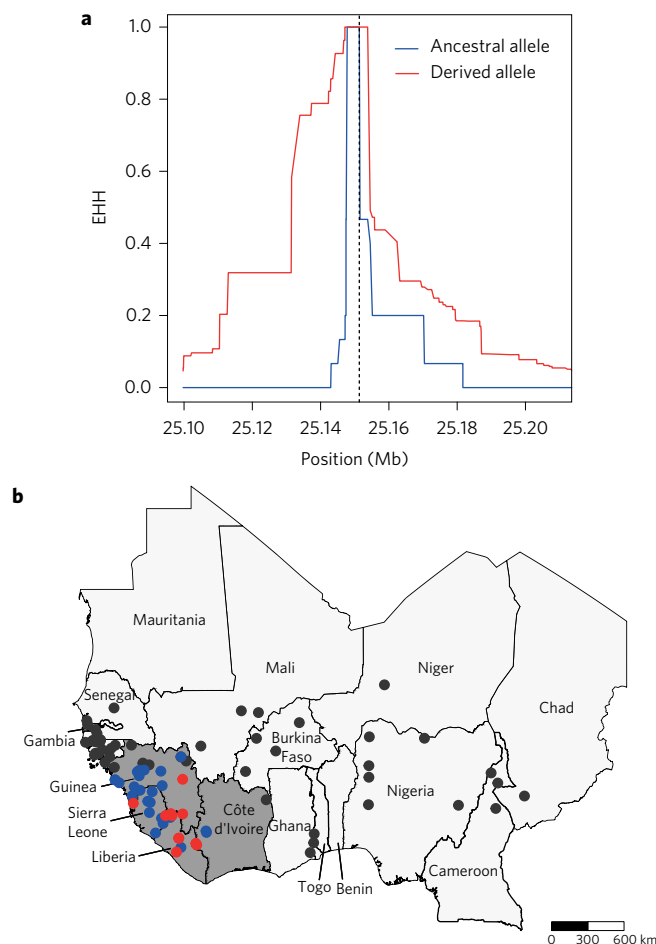 a
1.0
0.8
0.6
0.4
0.2
0.0
EHH
Ancestral allele
Derived allele
25.10 25.12 25.14 25.16 25.18 25.20
Position (Mb)
b
Mauritania
Mali
Niger
Chad
Senegal
Gambia
Burkina
Faso
Guinea
Nigeria
Sierra
Leone
Côte
d'Ivoire
Ghana
Liberia
Togo Benin
Cameroon
0 300 600 km